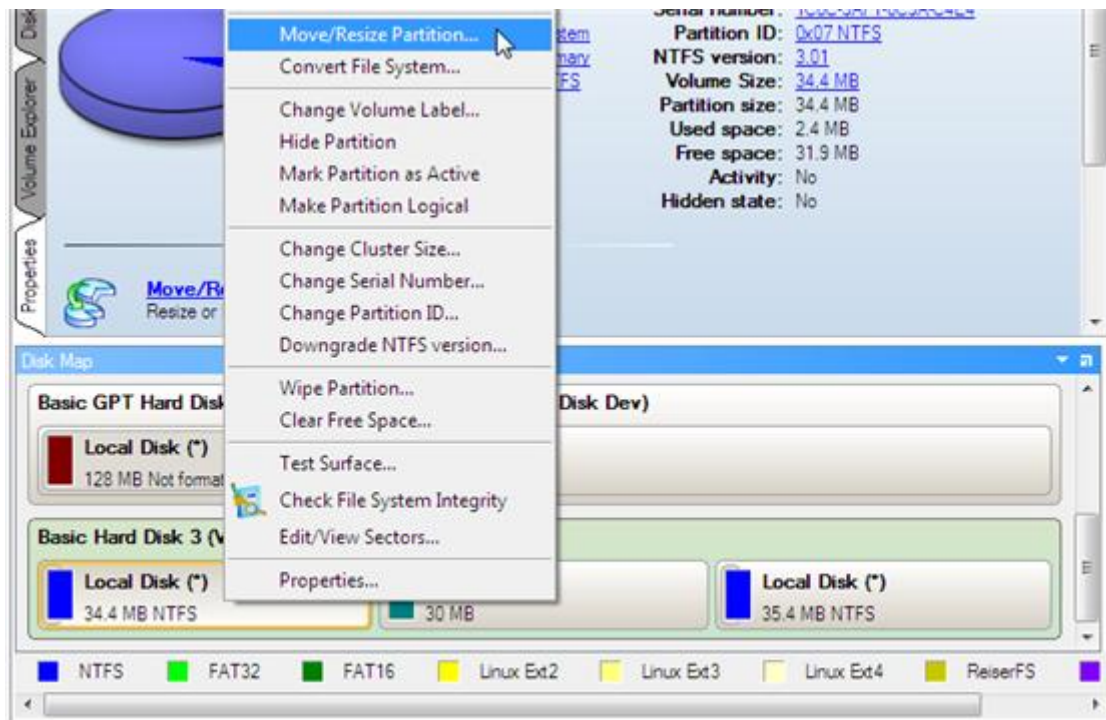 Disk
Volume Explorer
Properties
Serial number:
Move/Resize Partition...
Convert File System...
Change Volume Label...
Hide Partition
Mark Partition as Active
Make Partition Logical
Change Cluster Size...
Change Serial Number...
Change Partition ID...
Downgrade NTFS version...
Wipe Partition...
Clear Free Space...
Test Surface...
Check File System Integrity
Edit/View Sectors...
Properties...
Partition ID: 0x07 NTFS
NTFS version: 3.01
Volume Size: 34.4 MB
Partition size: 34.4 MB
Used space: 2.4 MB
Free space: 31.9 MB
Activity: No
Hidden state: No
Move/Re
Resize or
Disk Map
Basic GPT Hard Disk Disk Dev)
Local Disk (*)
128 MB Not format
Basic Hard Disk 3 (V
Local Disk (*)
34.4 MB NTFS
30 MB
Local Disk (*)
35.4 MB NTFS
NTFS FAT32 FAT16 Linux Ext2 Linux Ext3 Linux Ext4 ReiserFS